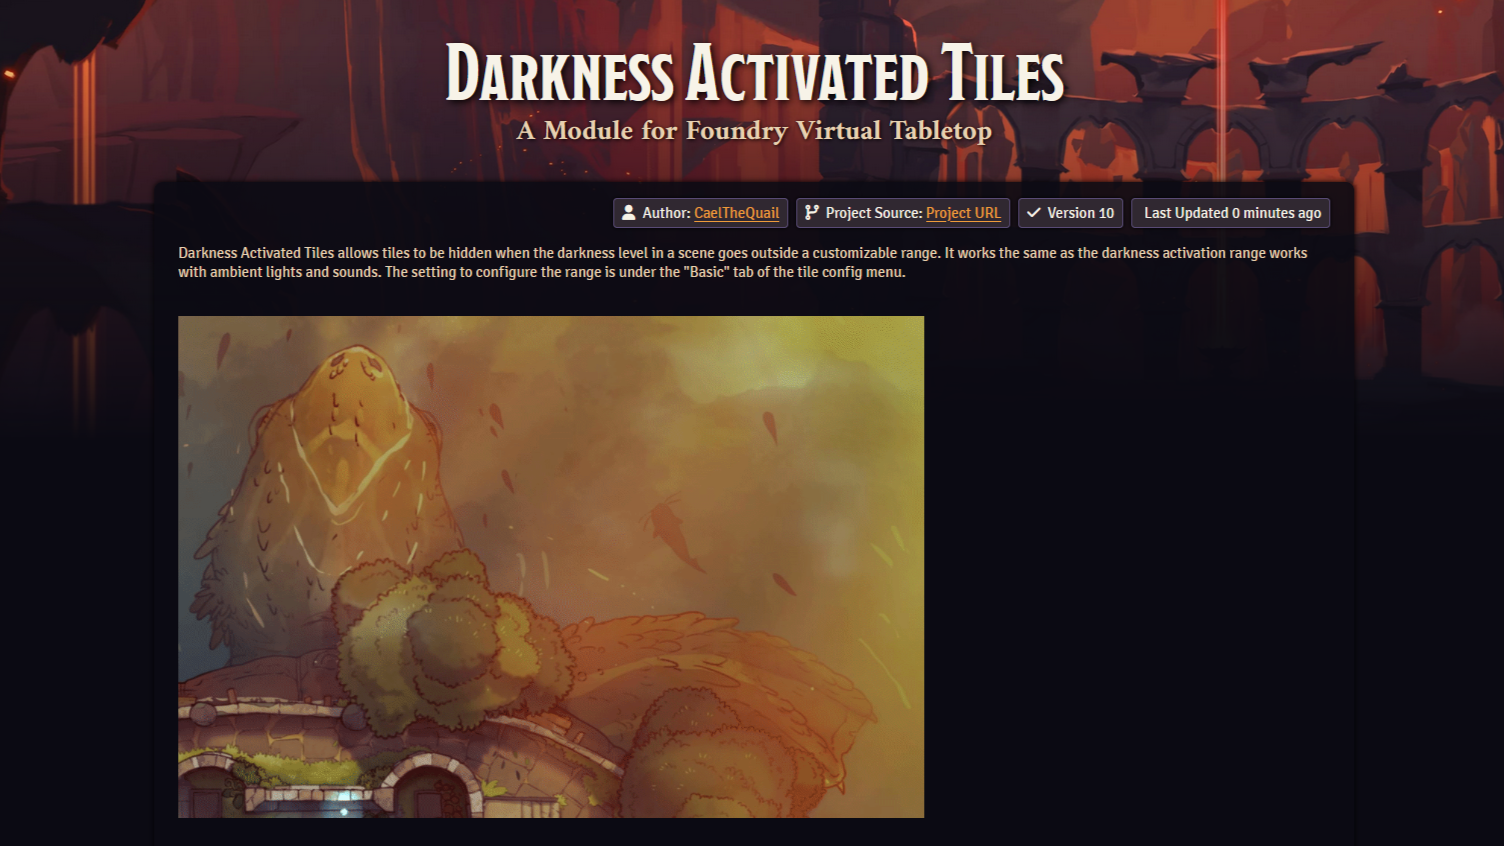 Darkness Activated Tiles
A Module for Foundry Virtual Tabletop
Author: CaelTheQuail Project Source: Project URL Version 10 Last Updated 0 minutes ago
Darkness Activated Tiles allows tiles to be hidden when the darkness level in a scene goes outside a customizable range. It works the same as the darkness activation range works
with ambient lights and sounds. The setting to configure the range is under the "Basic" tab of the tile config menu.